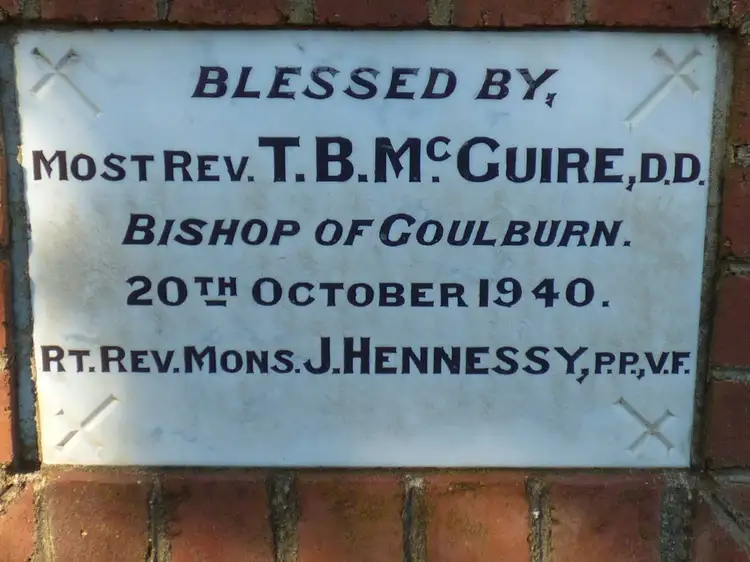 BLESSED BY,
MOST REV. T.B.Mᶜ.GUIRE, D.D.
BISHOP OF GOULBURN.
20TH OCTOBER 1940.
RT. REV. MONS. J. HENNESSY, P.P., V.F.